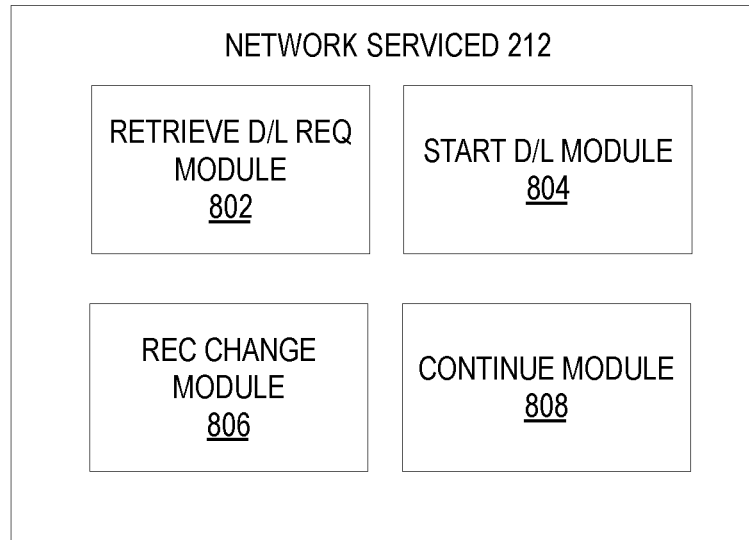 NETWORK SERVICED 212
RETRIEVE D/L REQ
MODULE
802
START D/L MODULE
804
REC CHANGE
MODULE
806
CONTINUE MODULE
808